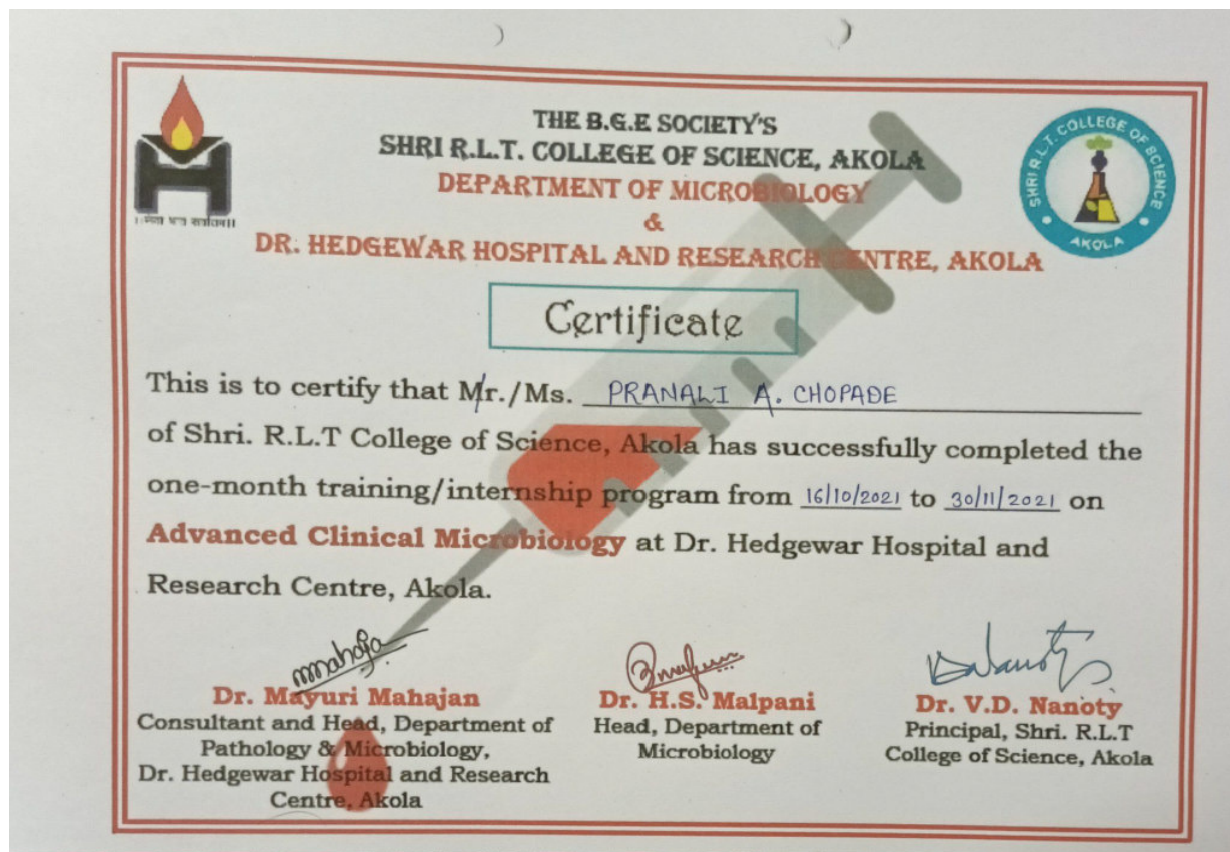 THE B.G.E SOCIETY'S
SHRI R.L.T. COLLEGE OF SCIENCE, AKOLA
DEPARTMENT OF MICROBIOLOGY
&
DR. HEDGEWAR HOSPITAL AND RESEARCH CENTRE, AKOLA
SHRI R.L.T. COLLEGE OF SCIENCE
AKOLA
Certificate
This is to certify that Mr./Ms. PRANALI A. CHOPADE
of Shri. R.L.T College of Science, Akola has successfully completed the
one-month training/internship program from 16/10/2021 to 30/11/2021 on
Advanced Clinical Microbiology at Dr. Hedgewar Hospital and
Research Centre, Akola.
Dr. Mayuri Mahajan
Consultant and Head, Department of
Pathology & Microbiology,
Dr. Hedgewar Hospital and Research
Centre, Akola
Dr. H.S. Malpani
Head, Department of
Microbiology
Dr. V.D. Nanoty
Principal, Shri. R.L.T
College of Science, Akola